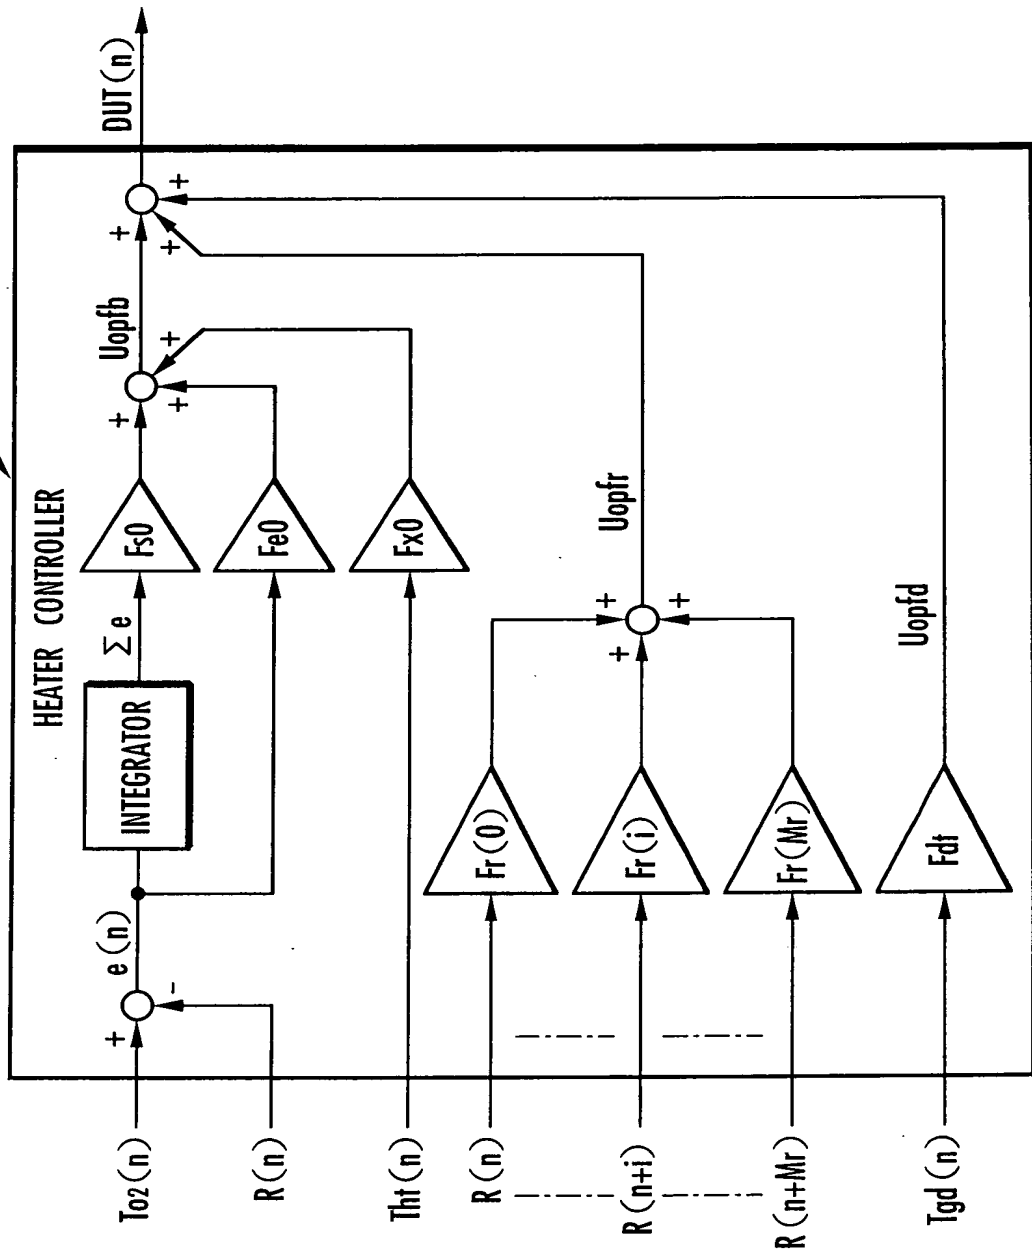 HEATER CONTROLLER
To2(n)
+
-
e(n)
INTEGRATOR
Σe
Fs0
+
+
+
Uopfb
+
+
+
DUT(n)
R(n)
Fe0
Tht(n)
Fx0
R(n)
Fr(0)
R(n+i)
Fr(i)
+
+
+
Uopfr
R(n+Mr)
Fr(Mr)
Tgd(n)
Fdt
Uopfd